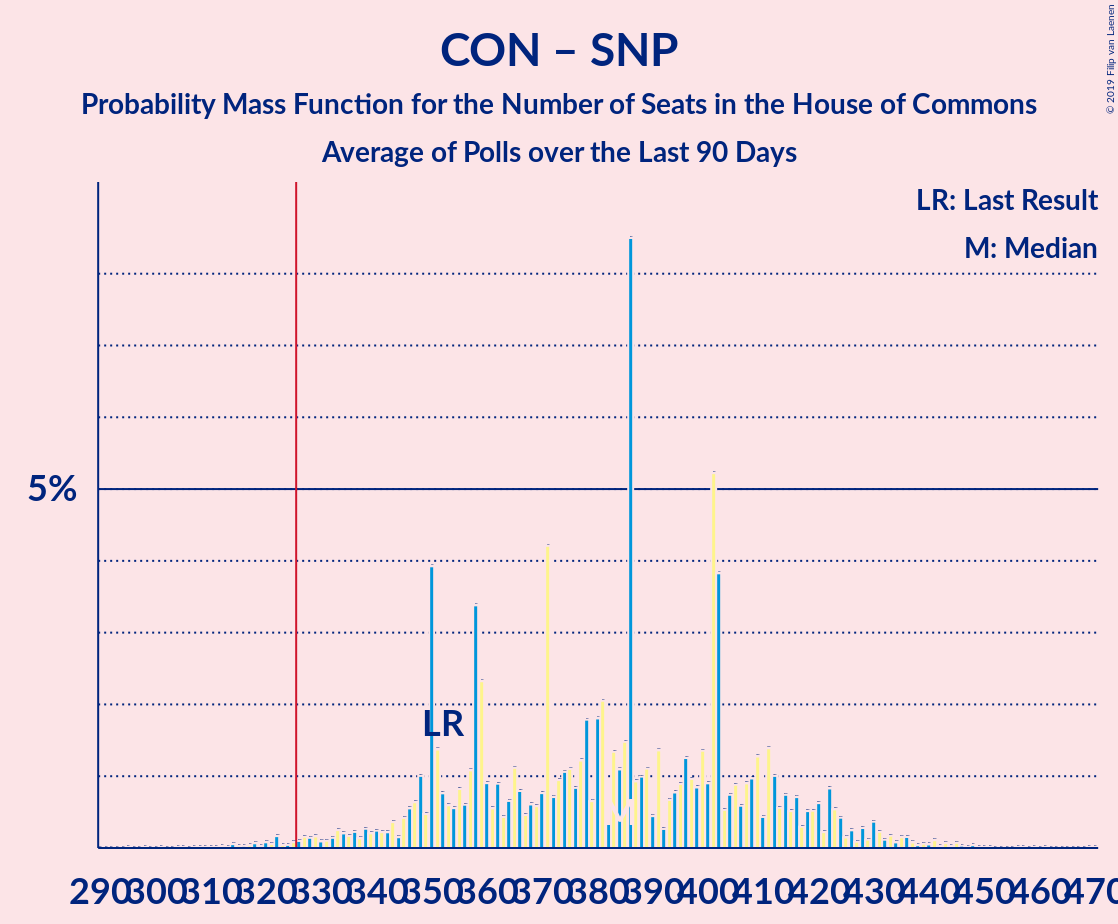 CON – SNP
Probability Mass Function for the Number of Seats in the House of Commons
Average of Polls over the Last 90 Days
© 2019 Filip van Laenen
LR: Last Result
M: Median
5%
LR
M
290 300 310 320 330 340 350 360 370 380 390 400 410 420 430 440 450 460 470